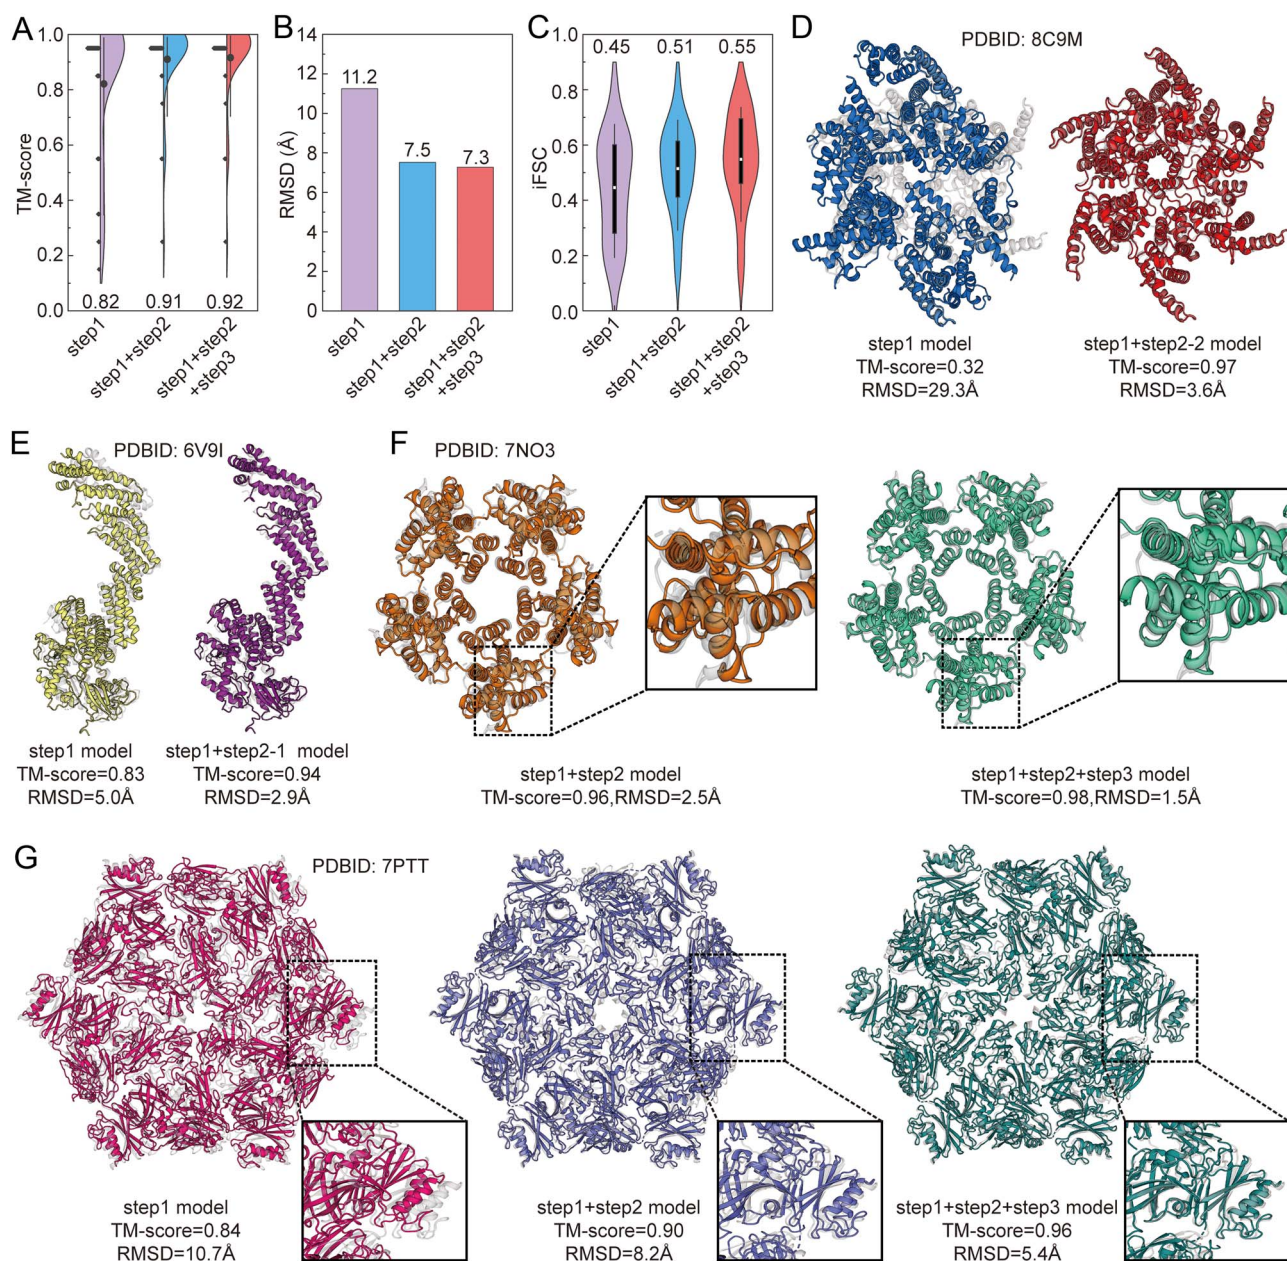 A
TM-score
1.0
0.8
0.6
0.4
0.2
0.0
0.82
0.91
0.92
step1
step1+step2
step1+step2
+step3
B
RMSD (Å)
14
12
10
8
6
4
2
0
11.2
7.5
7.3
step1
step1+step2
step1+step2
+step3
C
iFSC
1.0
0.8
0.6
0.4
0.2
0.0
0.45
0.51
0.55
step1
step1+step2
step1+step2
+step3
D
PDBID: 8C9M
step1 model
TM-score=0.32
RMSD=29.3Å
step1+step2-2 model
TM-score=0.97
RMSD=3.6Å
E
PDBID: 6V9I
step1 model
TM-score=0.83
RMSD=5.0Å
step1+step2-1 model
TM-score=0.94
RMSD=2.9Å
F
PDBID: 7NO3
step1+step2 model
TM-score=0.96,RMSD=2.5Å
step1+step2+step3 model
TM-score=0.98,RMSD=1.5Å
G
PDBID: 7PTT
step1 model
TM-score=0.84
RMSD=10.7Å
step1+step2 model
TM-score=0.90
RMSD=8.2Å
step1+step2+step3 model
TM-score=0.96
RMSD=5.4Å